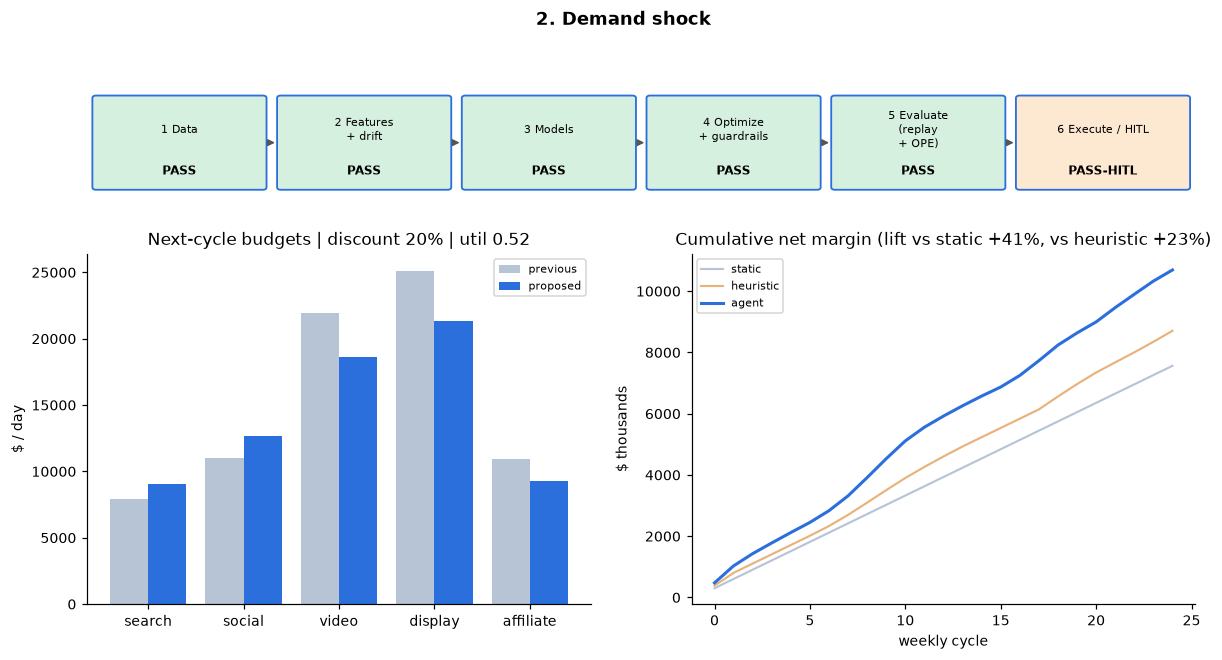 2. Demand shock
1 Data
PASS
2 Features
+ drift
PASS
3 Models
PASS
4 Optimize
+ guardrails
PASS
5 Evaluate
(replay
+ OPE)
PASS
6 Execute / HITL
PASS-HITL
Next-cycle budgets | discount 20% | util 0.52
$ / day
25000
20000
15000
10000
5000
0
previous
proposed
search
social
video
display
affiliate
Cumulative net margin (lift vs static +41%, vs heuristic +23%)
$ thousands
10000
8000
6000
4000
2000
0
static
heuristic
agent
0
5
10
15
20
25
weekly cycle